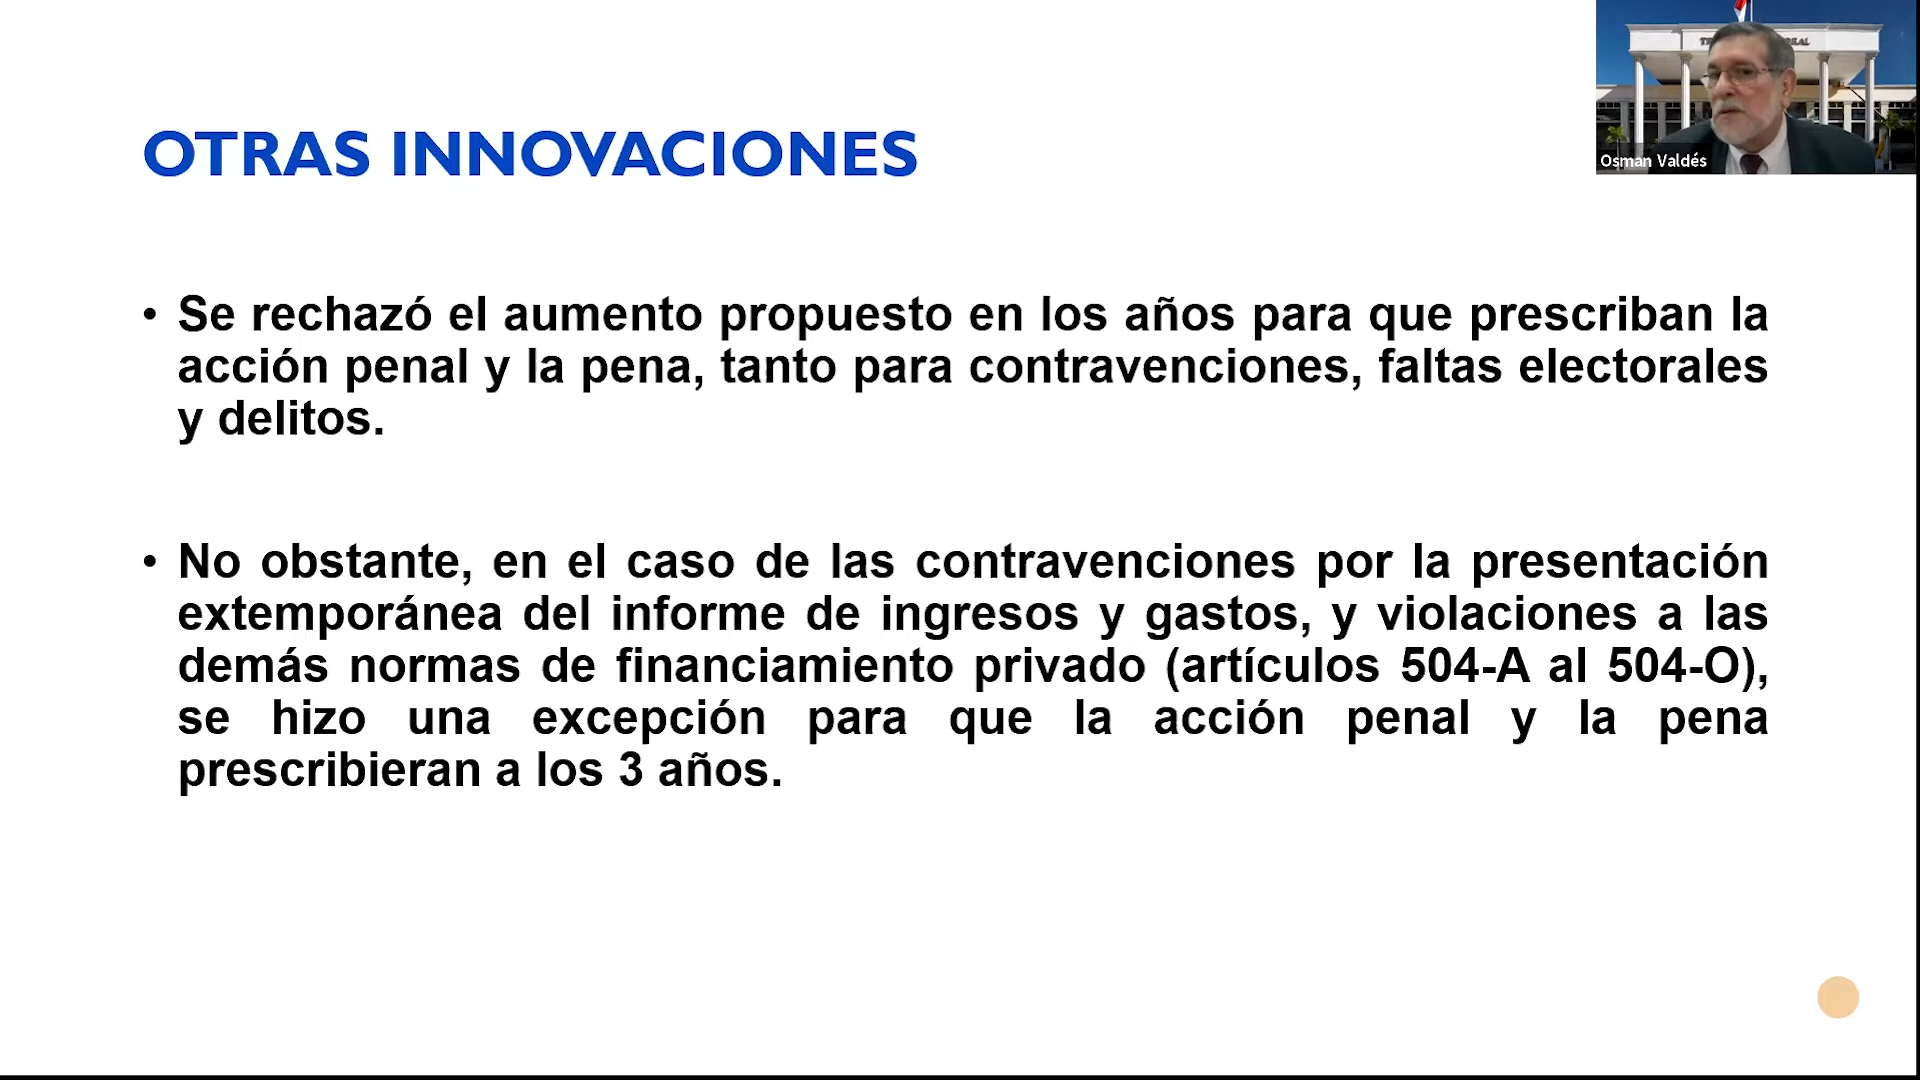 OTRAS INNOVACIONES
Osman Valdés
• Se rechazó el aumento propuesto en los años para que prescriban la
acción penal y la pena, tanto para contravenciones, faltas electorales
y delitos.
• No obstante, en el caso de las contravenciones por la presentación
extemporánea del informe de ingresos y gastos, y violaciones a las
demás normas de financiamiento privado (artículos 504-A al 504-O),
se hizo una excepción para que la acción penal y la pena
prescribieran a los 3 años.